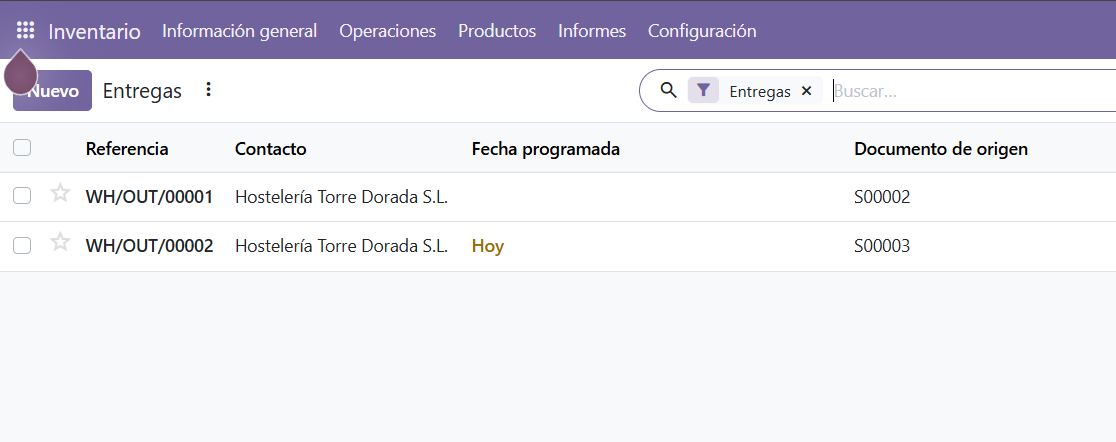 Inventario Información general Operaciones Productos Informes Configuración
Nuevo Entregas Entregas Buscar...
Referencia Contacto Fecha programada Documento de origen
WH/OUT/00001 Hostelería Torre Dorada S.L. S00002
WH/OUT/00002 Hostelería Torre Dorada S.L. Hoy S00003